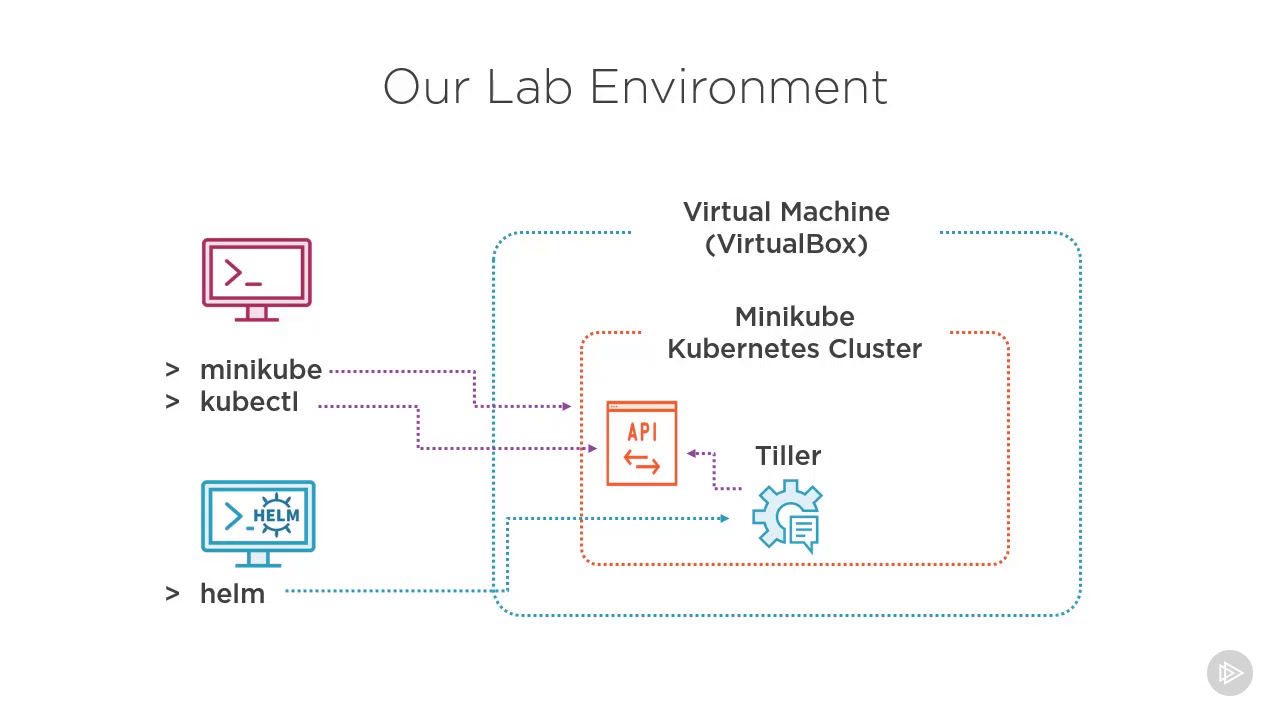 Our Lab Environment
Virtual Machine
(VirtualBox)
Minikube
Kubernetes Cluster
> minikube
> kubectl
API
Tiller
>_ HELM
> helm